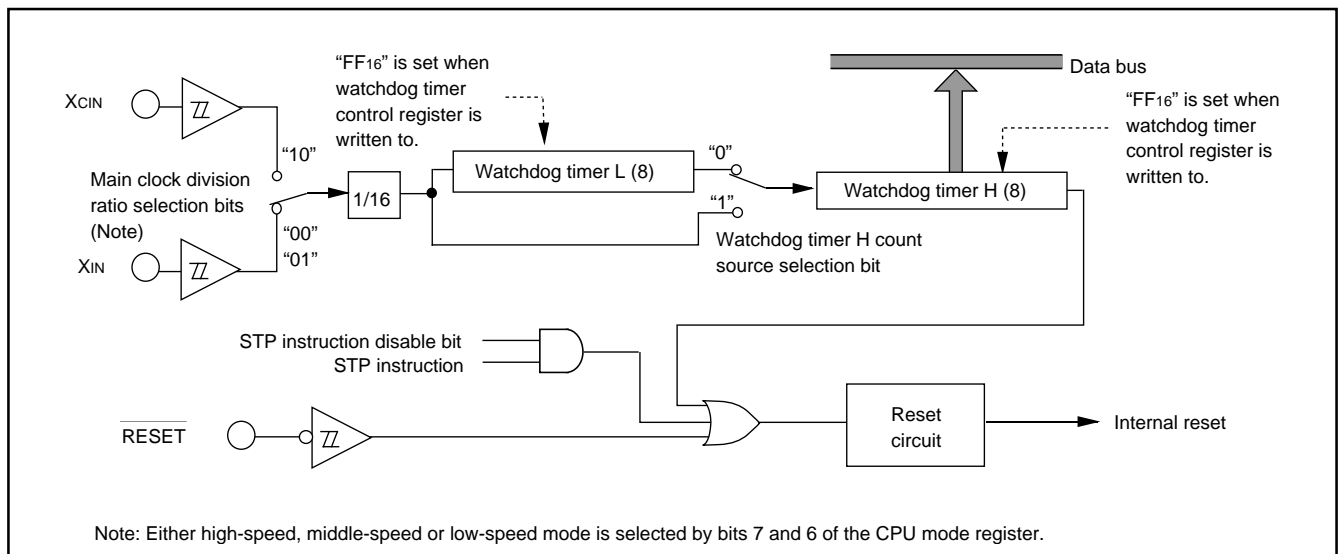 “FF16” is set when
watchdog timer
control register is
written to.
Data bus
“FF16” is set when
watchdog timer
control register is
written to.
XCIN
“10”
Main clock division
ratio selection bits
(Note)
“00”
“01”
XIN
1/16
Watchdog timer L (8)
“0”
“1”
Watchdog timer H count
source selection bit
Watchdog timer H (8)
STP instruction disable bit
STP instruction
RESET
Reset
circuit
Internal reset
Note: Either high-speed, middle-speed or low-speed mode is selected by bits 7 and 6 of the CPU mode register.